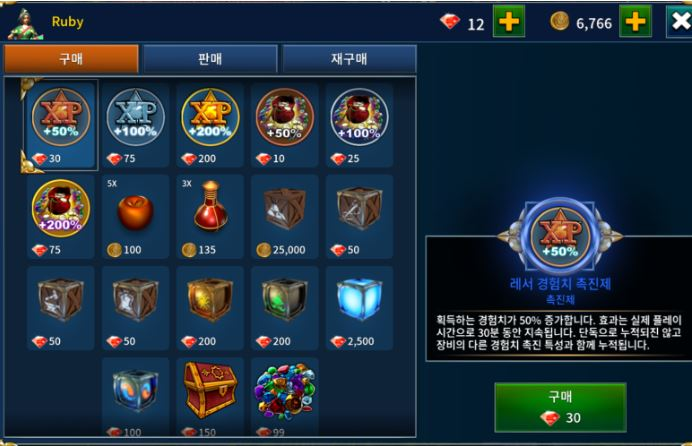 Ruby
12
6,766
구매
판매
재구매
XP +50%
30
XP +100%
75
XP +200%
200
+50%
10
+100%
25
+200%
75
5X
100
3X
135
25,000
50
50
50
200
200
2,500
100
150
99
XP +50%
레서 경험치 촉진제
촉진제
획득하는 경험치가 50% 증가합니다. 효과는 실제 플레이
시간으로 30분 동안 지속됩니다. 단독으로 누적되진 않고
장비의 다른 경험치 촉진 특성과 함께 누적됩니다.
구매
30